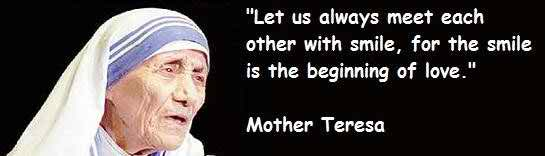 "Let us always meet each
other with smile, for the smile
is the beginning of love."
Mother Teresa